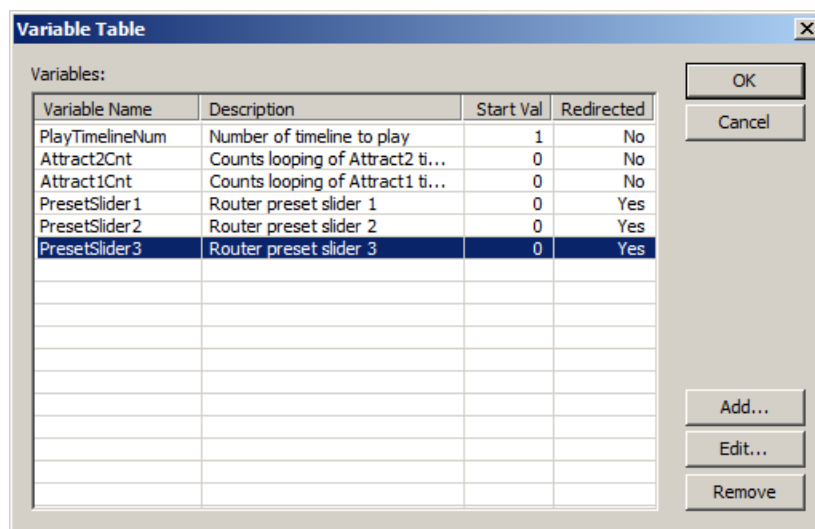 Variable Table
Variables:
OK
Cancel
Variable Name Description Start Val Redirected
PlayTimelineNum Number of timeline to play 1 No
Attract2Cnt Counts looping of Attract2 ti... 0 No
Attract1Cnt Counts looping of Attract1 ti... 0 No
PresetSlider1 Router preset slider 1 0 Yes
PresetSlider2 Router preset slider 2 0 Yes
PresetSlider3 Router preset slider 3 0 Yes
Add...
Edit...
Remove